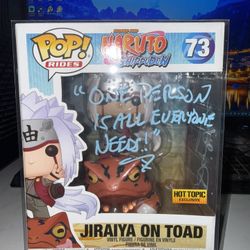 POP!
RIDES
NARUTO
SHIPPUDEN
73
"ONE PERSON
IS ALL EVERYONE
NEEDS!"
HOT TOPIC
EXCLUSIVE
JIRAIYA ON TOAD
VINYL FIGURE / FIGURINE EN VINYLE